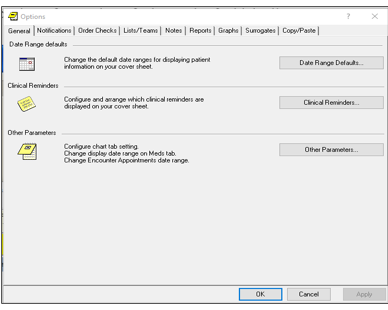 Options
General Notifications Order Checks Lists/Teams Notes Reports Graphs Surrogates Copy/Paste
Date Range defaults
Change the default date ranges for displaying patient
information on your cover sheet.
Date Range Defaults...
Clinical Reminders
Configure and arrange which clinical reminders are
displayed on your cover sheet.
Clinical Reminders...
Other Parameters
Configure chart tab setting.
Change display date range on Meds tab.
Change Encounter Appointments date range.
Other Parameters...
OK Cancel Apply